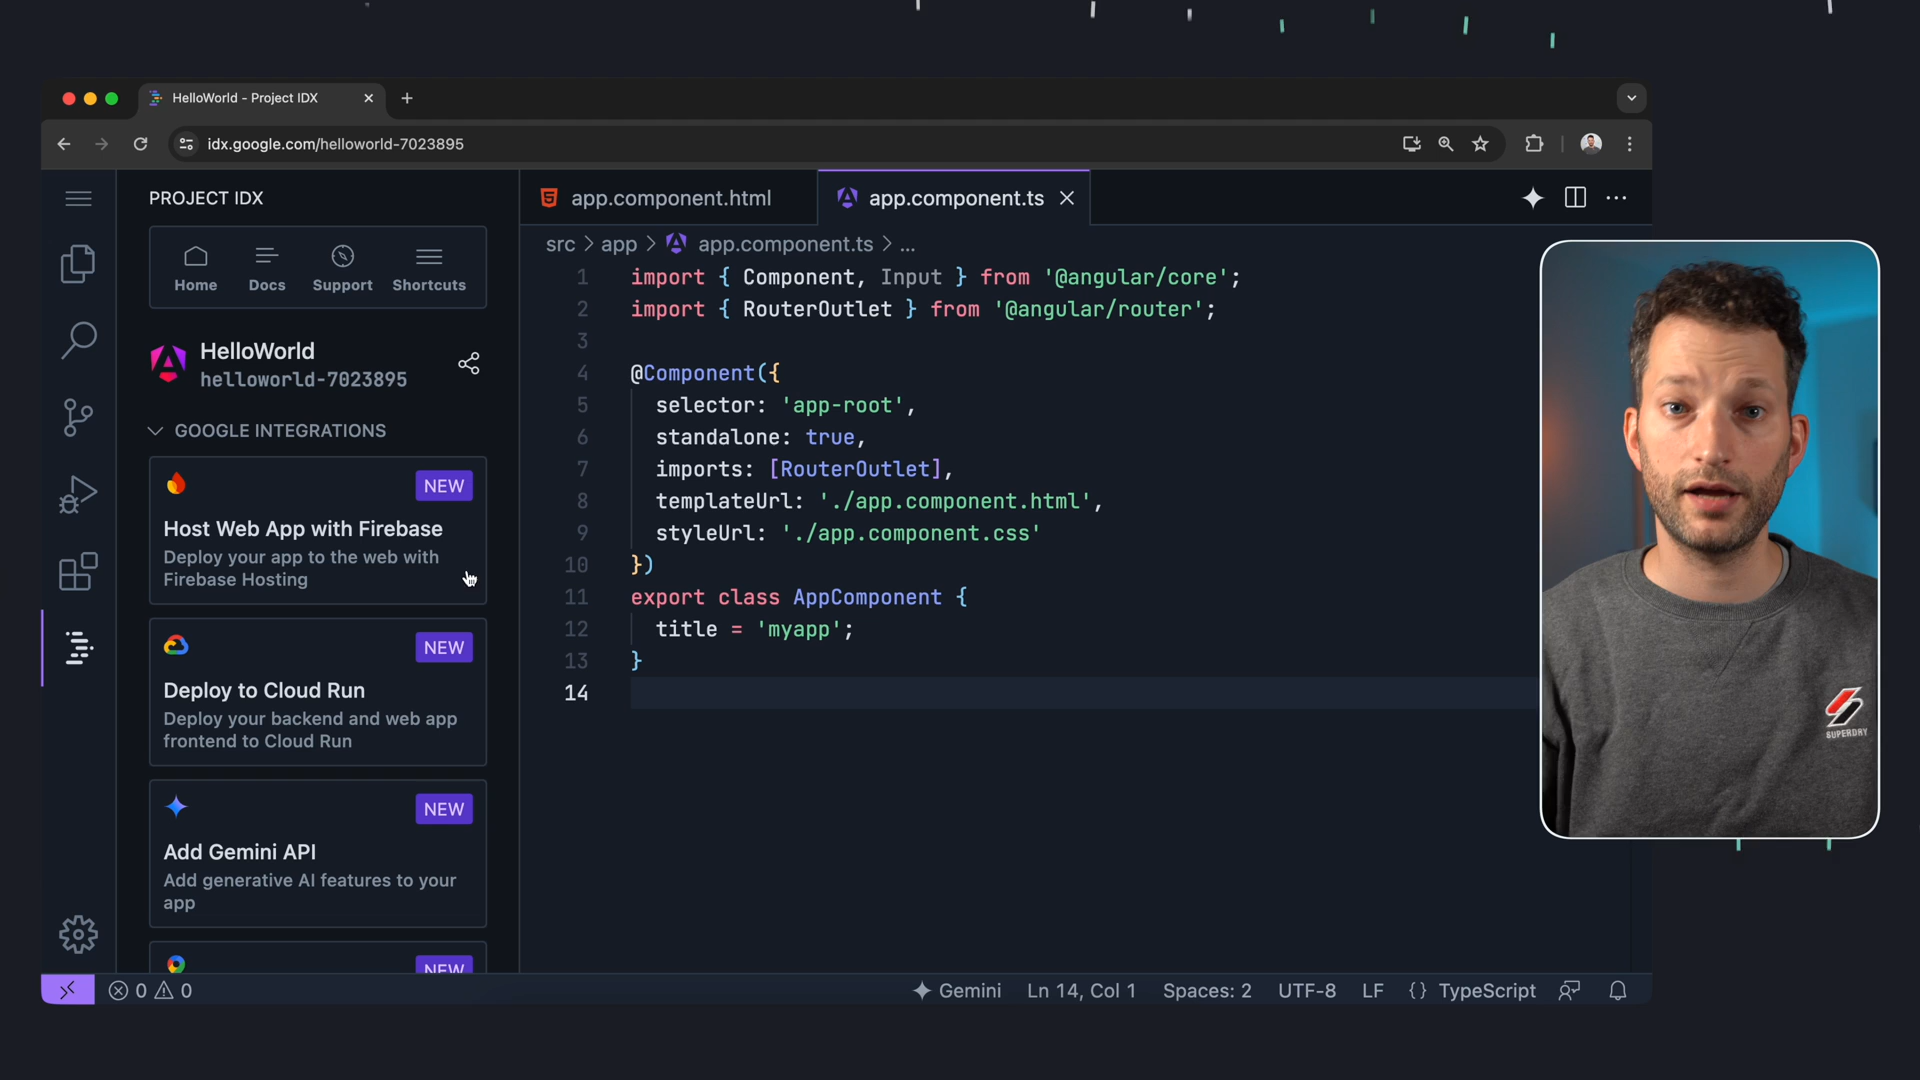 HelloWorld - Project IDX
idx.google.com/helloworld-7023895
PROJECT IDX
Home
Docs
Support
Shortcuts
HelloWorld
helloworld-7023895
GOOGLE INTEGRATIONS
NEW
Host Web App with Firebase
Deploy your app to the web with
Firebase Hosting
NEW
Deploy to Cloud Run
Deploy your backend and web app
frontend to Cloud Run
NEW
Add Gemini API
Add generative AI features to your
app
NEW
app.component.html
app.component.ts
src > app > app.component.ts > ...
1 import { Component, Input } from '@angular/core';
2 import { RouterOutlet } from '@angular/router';
3
4 @Component({
5 selector: 'app-root',
6 standalone: true,
7 imports: [RouterOutlet],
8 templateUrl: './app.component.html',
9 styleUrl: './app.component.css'
10 })
11 export class AppComponent {
12 title = 'myapp';
13 }
14
SUPERDRY
0 0
Gemini
Ln 14, Col 1
Spaces: 2
UTF-8
LF
{} TypeScript